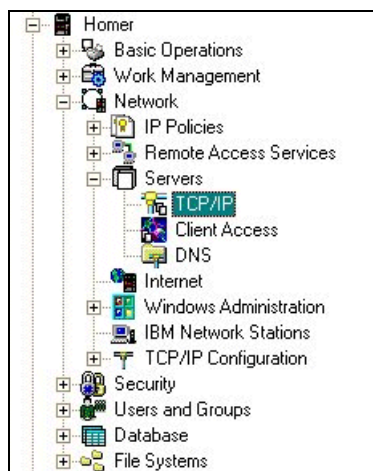 Homer
Basic Operations
Work Management
Network
IP Policies
Remote Access Services
Servers
TCP/IP
Client Access
DNS
Internet
Windows Administration
IBM Network Stations
TCP/IP Configuration
Security
Users and Groups
Database
File Systems